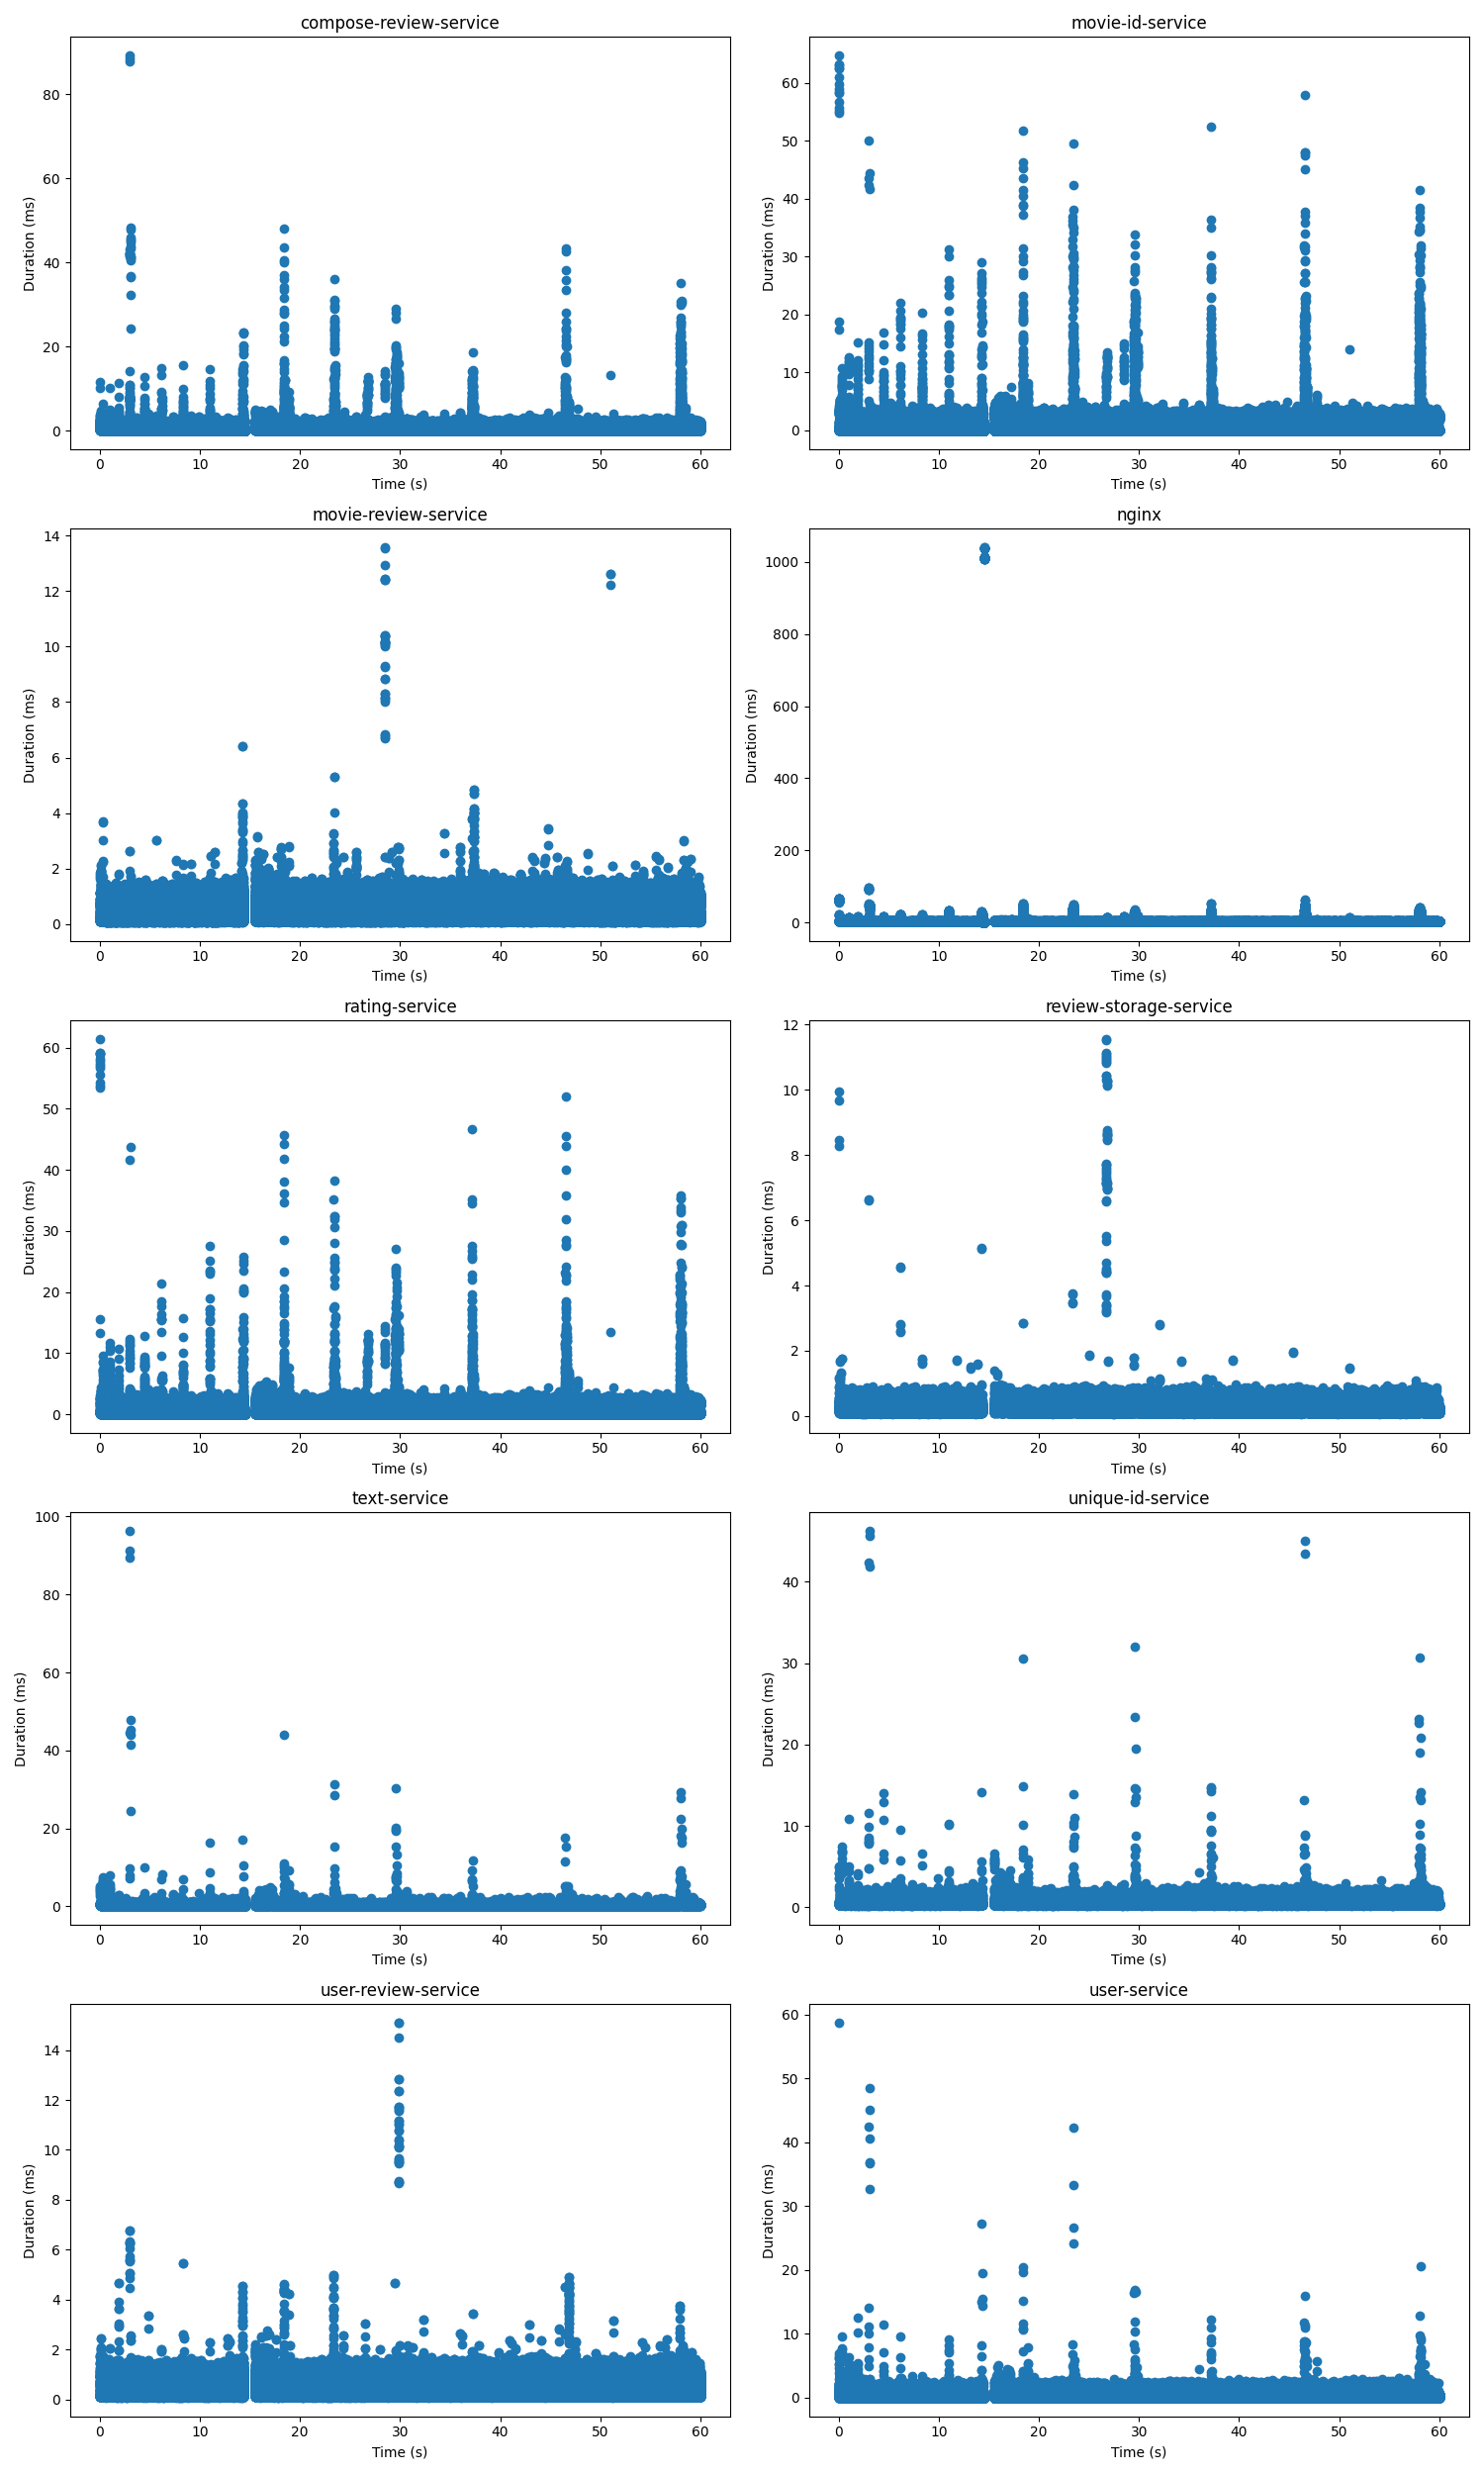 compose-review-service
Duration (ms)
80
60
40
20
0
0 10 20 30 40 50 60
Time (s)
movie-id-service
Duration (ms)
60
50
40
30
20
10
0
0 10 20 30 40 50 60
Time (s)
movie-review-service
Duration (ms)
14
12
10
8
6
4
2
0
0 10 20 30 40 50 60
Time (s)
nginx
Duration (ms)
1000
800
600
400
200
0
0 10 20 30 40 50 60
Time (s)
rating-service
Duration (ms)
60
50
40
30
20
10
0
0 10 20 30 40 50 60
Time (s)
review-storage-service
Duration (ms)
12
10
8
6
4
2
0
0 10 20 30 40 50 60
Time (s)
text-service
Duration (ms)
100
80
60
40
20
0
0 10 20 30 40 50 60
Time (s)
unique-id-service
Duration (ms)
40
30
20
10
0
0 10 20 30 40 50 60
Time (s)
user-review-service
Duration (ms)
14
12
10
8
6
4
2
0
0 10 20 30 40 50 60
Time (s)
user-service
Duration (ms)
60
50
40
30
20
10
0
0 10 20 30 40 50 60
Time (s)